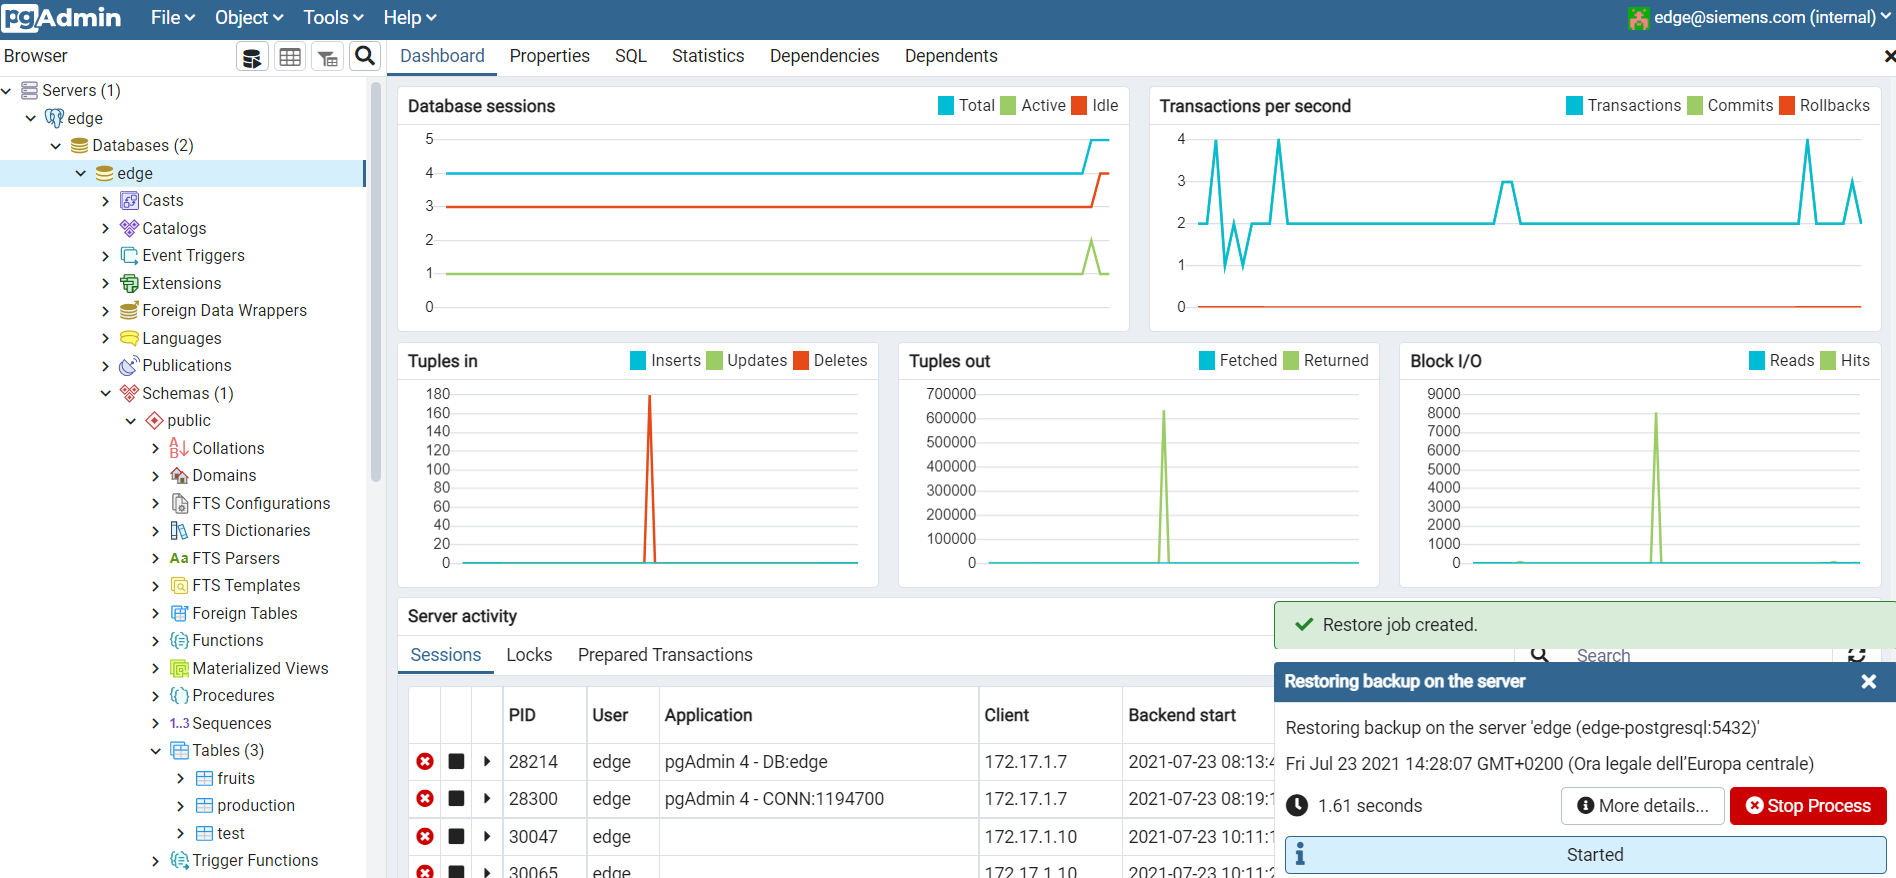 pgAdmin File Object Tools Help edge@siemens.com (internal)
Browser
Dashboard Properties SQL Statistics Dependencies Dependents
Servers (1)
edge
Databases (2)
edge
Casts
Catalogs
Event Triggers
Extensions
Foreign Data Wrappers
Languages
Publications
Schemas (1)
public
Collations
Domains
FTS Configurations
FTS Dictionaries
Aa FTS Parsers
FTS Templates
Foreign Tables
Functions
Materialized Views
Procedures
1..3 Sequences
Tables (3)
fruits
production
test
Trigger Functions
Database sessions Total Active Idle
5
4
3
2
1
0
Transactions per second Transactions Commits Rollbacks
4
3
2
1
0
Tuples in Inserts Updates Deletes
180
160
140
120
100
80
60
40
20
0
Tuples out Fetched Returned
700000
600000
500000
400000
300000
200000
100000
0
Block I/O Reads Hits
9000
8000
7000
6000
5000
4000
3000
2000
1000
0
Server activity
Sessions Locks Prepared Transactions
Search
PID User Application Client Backend start
28214 edge pgAdmin 4 - DB:edge 172.17.1.7 2021-07-23 08:13:4
28300 edge pgAdmin 4 - CONN:1194700 172.17.1.7 2021-07-23 08:19:1
30047 edge 172.17.1.10 2021-07-23 10:11:1
30065 edge 172.17.1.10 2021-07-23 10:11:2
Restore job created.
Restoring backup on the server
Restoring backup on the server 'edge (edge-postgresql:5432)'
Fri Jul 23 2021 14:28:07 GMT+0200 (Ora legale dell’Europa centrale)
1.61 seconds More details... Stop Process
Started